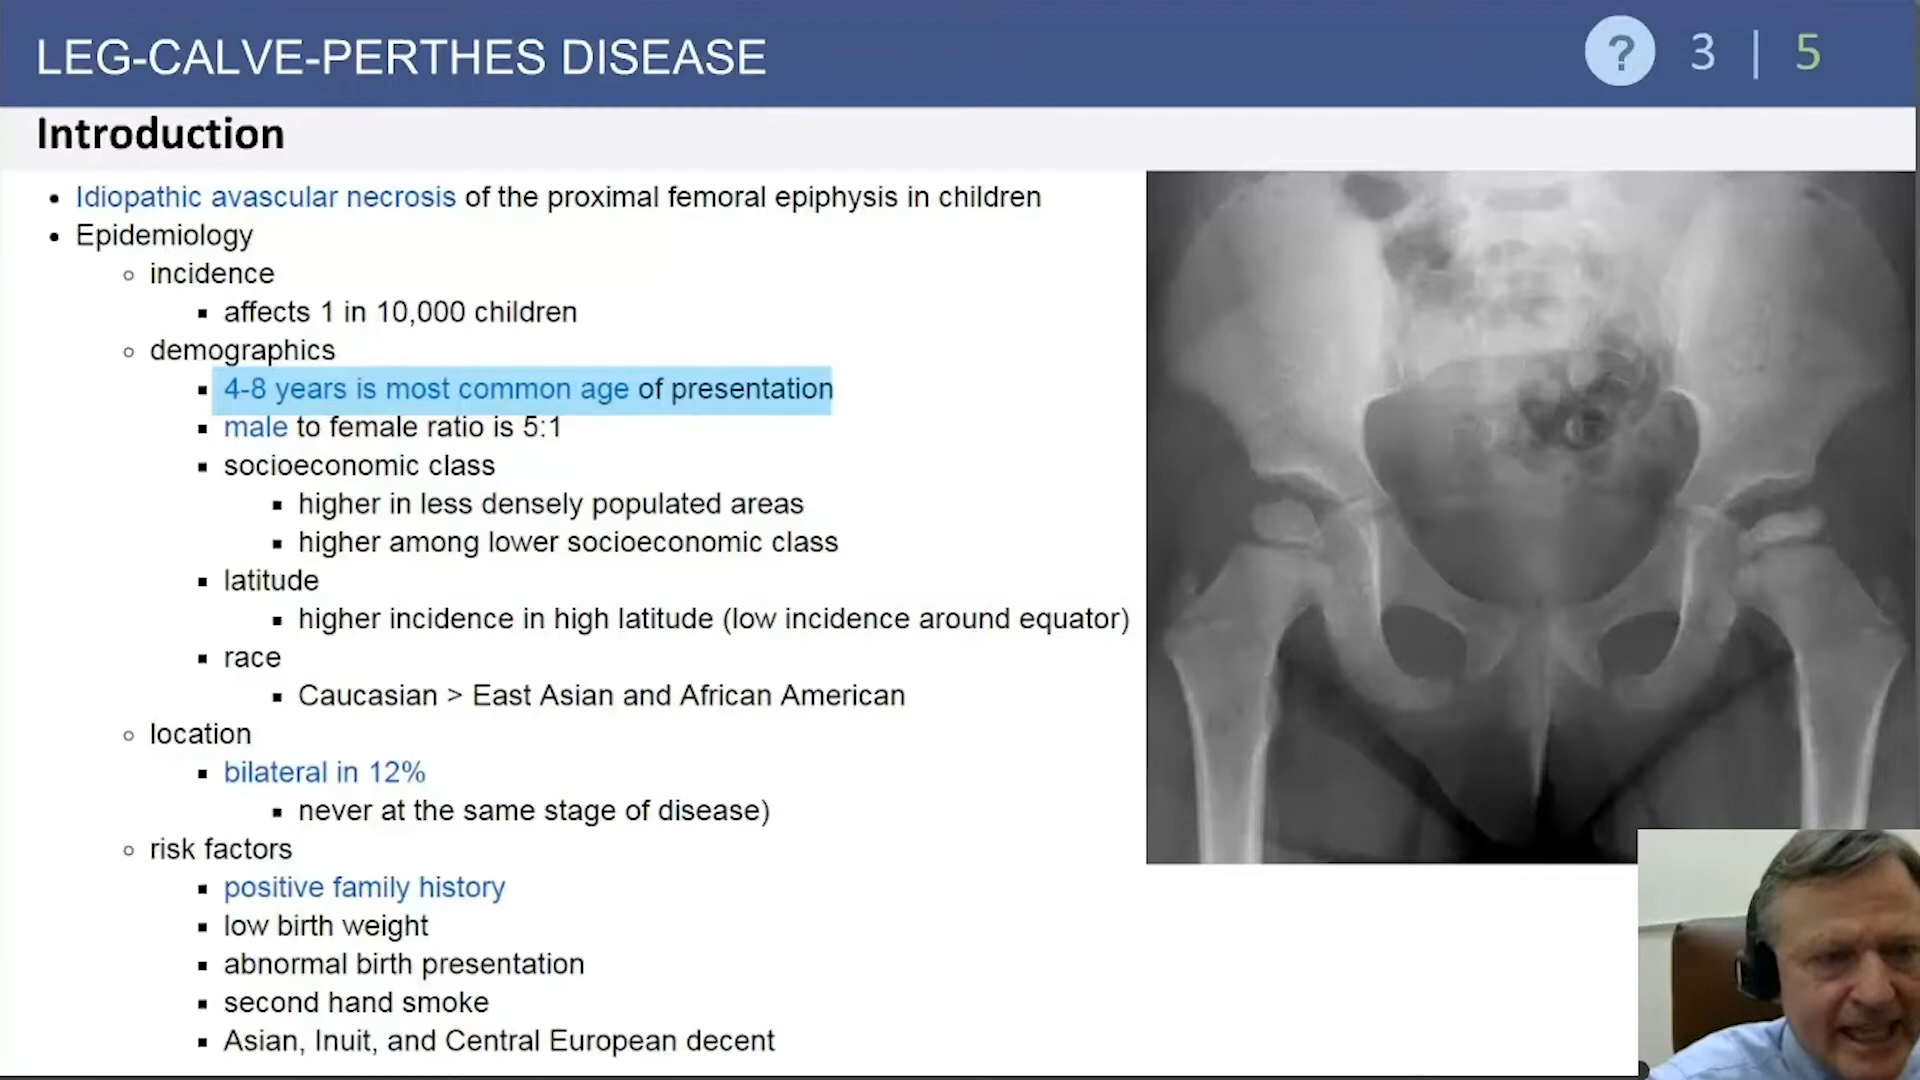 LEG-CALVE-PERTHES DISEASE
? 3 | 5
Introduction
Idiopathic avascular necrosis of the proximal femoral epiphysis in children
Epidemiology
incidence
affects 1 in 10,000 children
demographics
4-8 years is most common age of presentation
male to female ratio is 5:1
socioeconomic class
higher in less densely populated areas
higher among lower socioeconomic class
latitude
higher incidence in high latitude (low incidence around equator)
race
Caucasian > East Asian and African American
location
bilateral in 12%
never at the same stage of disease)
risk factors
positive family history
low birth weight
abnormal birth presentation
second hand smoke
Asian, Inuit, and Central European decent